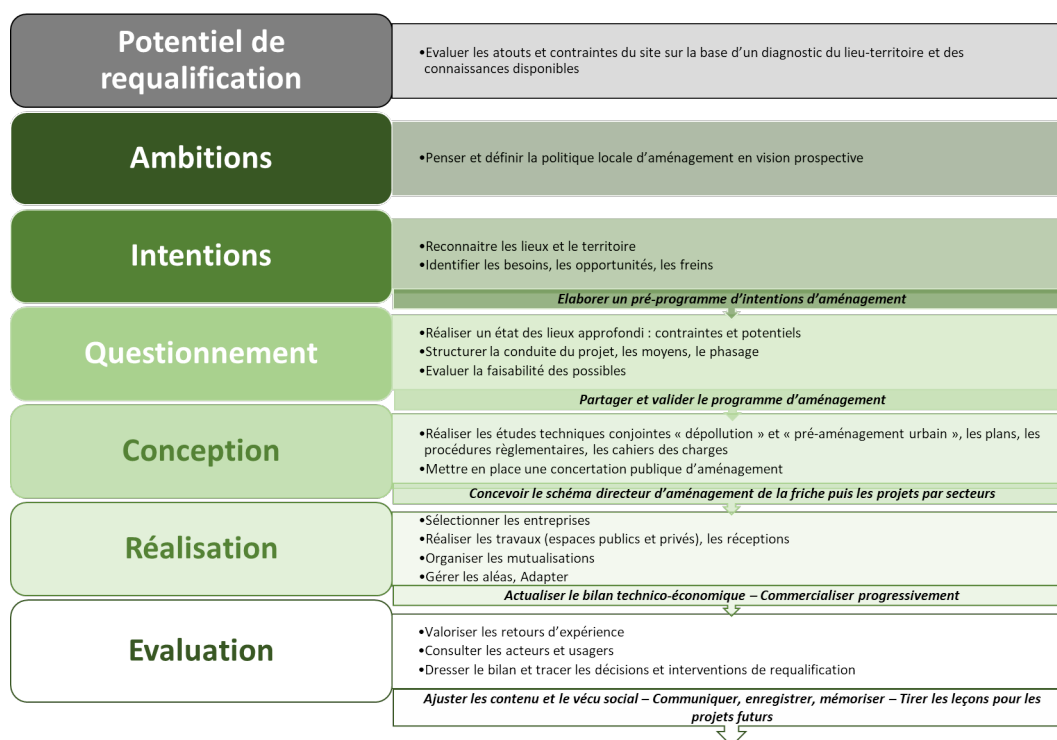 Potentiel de
requalification
•Evaluer les atouts et contraintes du site sur la base d'un diagnostic du lieu-territoire et des
connaissances disponibles
Ambitions
•Penser et définir la politique locale d'aménagement en vision prospective
Intentions
•Reconnaitre les lieux et le territoire
•Identifier les besoins, les opportunités, les freins
Elaborer un pré-programme d'intentions d'aménagement
Questionnement
•Réaliser un état des lieux approfondi : contraintes et potentiels
•Structurer la conduite du projet, les moyens, le phasage
•Evaluer la faisabilité des possibles
Partager et valider le programme d'aménagement
Conception
•Réaliser les études techniques conjointes « dépollution » et « pré-aménagement urbain », les plans, les
procédures règlementaires, les cahiers des charges
•Mettre en place une concertation publique d'aménagement
Concevoir le schéma directeur d'aménagement de la friche puis les projets par secteurs
Réalisation
•Sélectionner les entreprises
•Réaliser les travaux (espaces publics et privés), les réceptions
•Organiser les mutualisations
•Gérer les aléas, Adapter
Actualiser le bilan technico-économique – Commercialiser progressivement
Evaluation
•Valoriser les retours d'expérience
•Consulter les acteurs et usagers
•Dresser le bilan et tracer les décisions et interventions de requalification
Ajuster les contenu et le vécu social – Communiquer, enregistrer, mémoriser – Tirer les leçons pour les
projets futurs